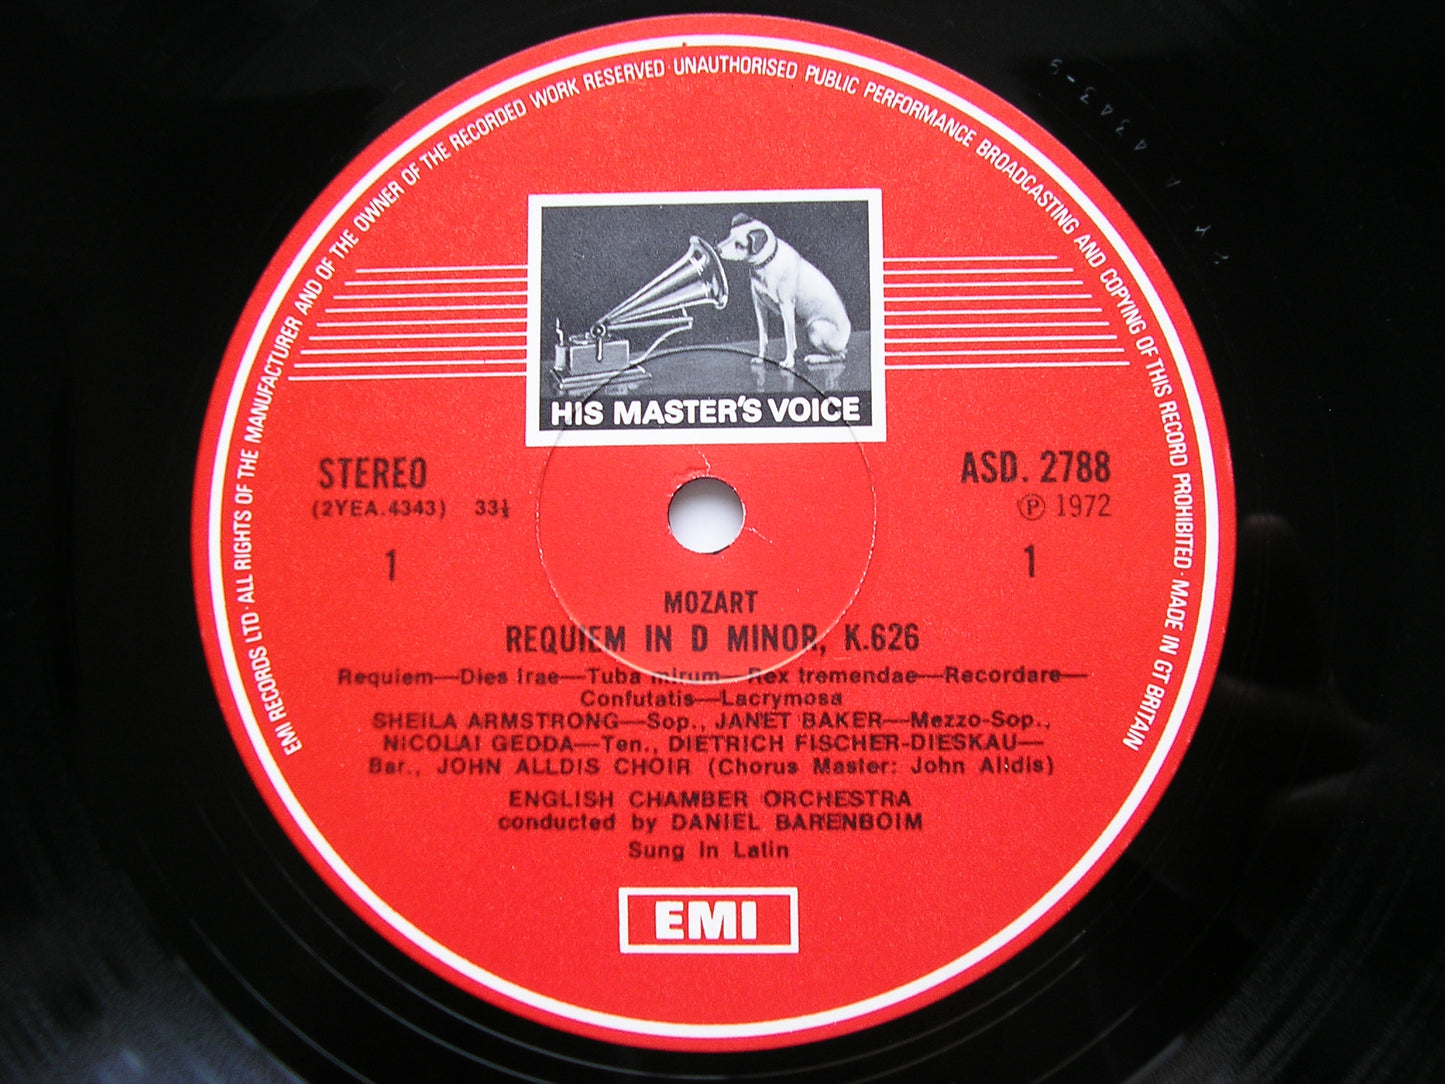 EMI RECORDS LTD · ALL RIGHTS OF THE MANUFACTURER AND OF THE OWNER OF THE RECORDED WORK RESERVED · UNAUTHORISED PUBLIC PERFORMANCE BROADCASTING AND COPYING OF THIS RECORD PROHIBITED · MADE IN GT BRITAIN
HIS MASTER'S VOICE
STEREO
(2YEA.4343) 33⅓
1
ASD. 2788
Ⓟ 1972
1
MOZART
REQUIEM IN D MINOR, K.626
Requiem—Dies Irae—Tuba mirum—Rex tremendae—Recordare—
Confutatis—Lacrymosa
SHEILA ARMSTRONG—Sop., JANET BAKER—Mezzo-Sop.,
NICOLAI GEDDA—Ten., DIETRICH FISCHER-DIESKAU—
Bar., JOHN ALLDIS CHOIR (Chorus Master: John Alldis)
ENGLISH CHAMBER ORCHESTRA
conducted by DANIEL BARENBOIM
Sung in Latin
EMI